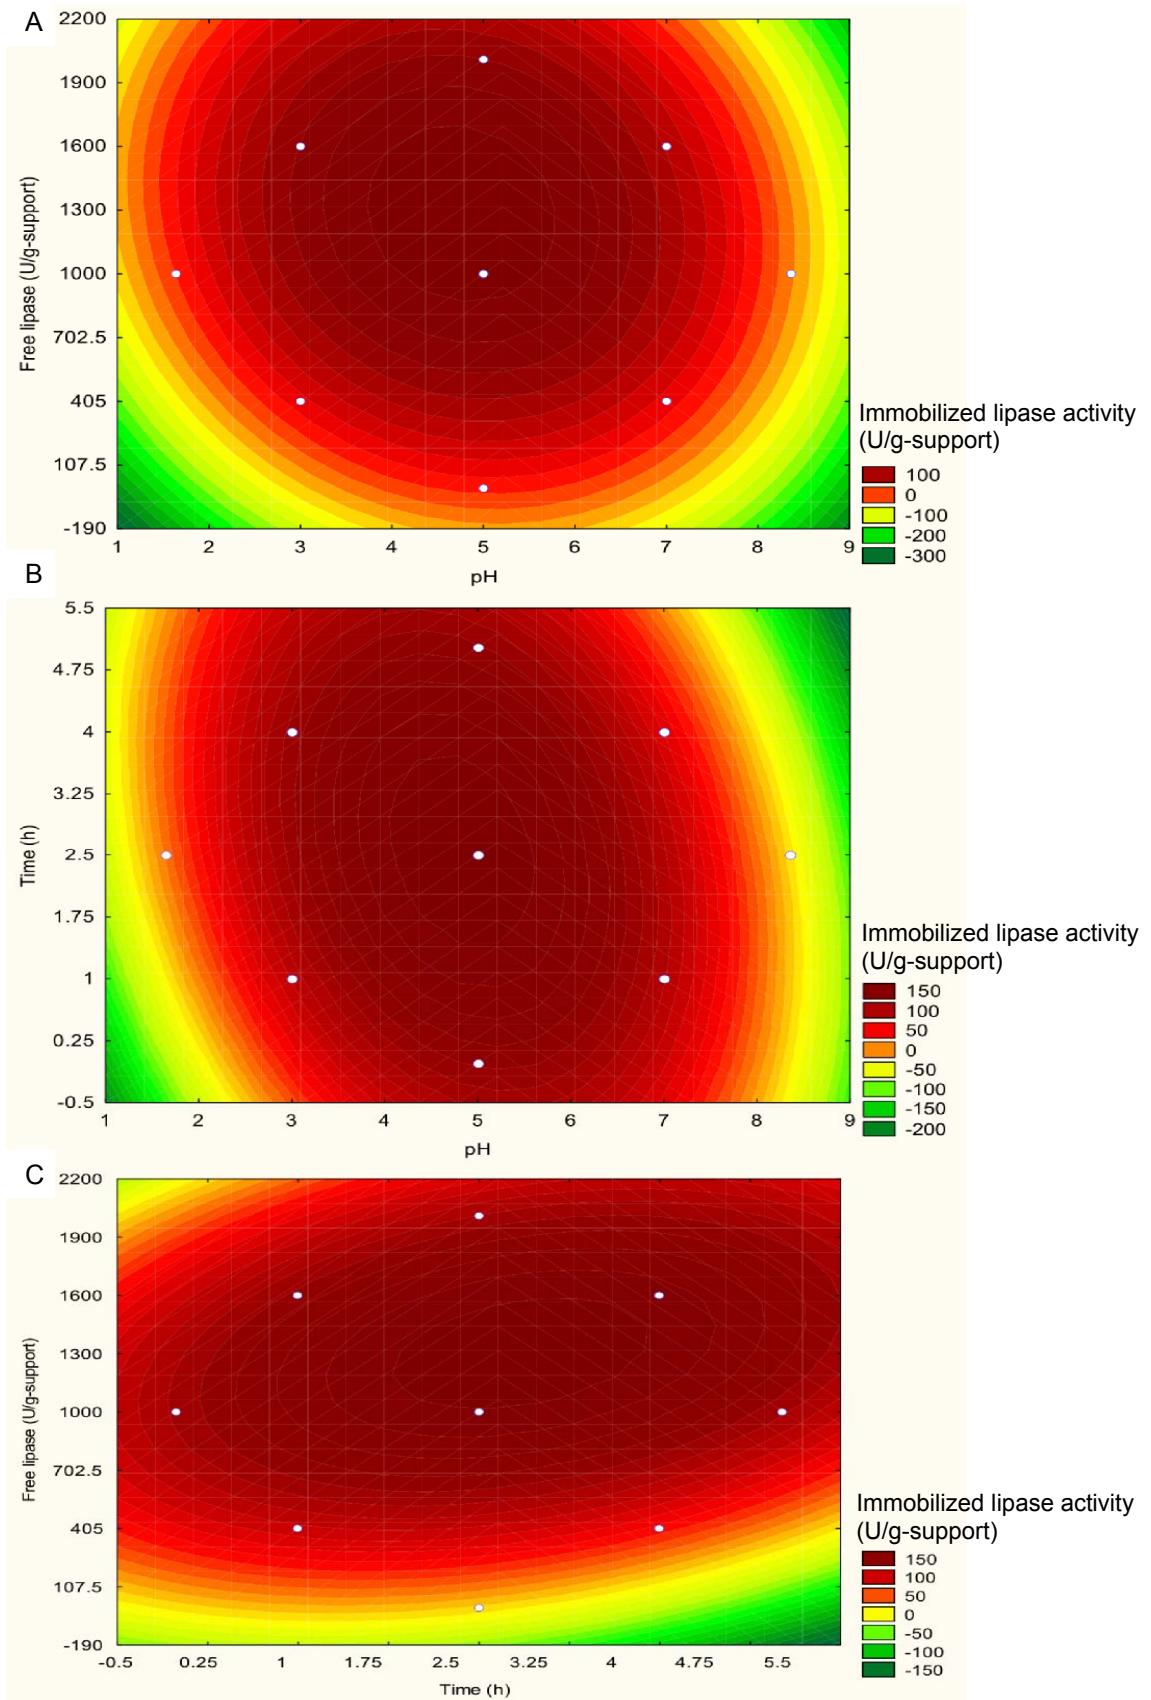 A
2200
1900
1600
1300
1000
702.5
405
107.5
-190
Free lipase (U/g-support)
1 2 3 4 5 6 7 8 9
pH
Immobilized lipase activity
(U/g-support)
100
0
-100
-200
-300
B
5.5
4.75
4
3.25
2.5
1.75
1
0.25
-0.5
Time (h)
1 2 3 4 5 6 7 8 9
pH
Immobilized lipase activity
(U/g-support)
150
100
50
0
-50
-100
-150
-200
C
2200
1900
1600
1300
1000
702.5
405
107.5
-190
Free lipase (U/g-support)
-0.5 0.25 1 1.75 2.5 3.25 4 4.75 5.5
Time (h)
Immobilized lipase activity
(U/g-support)
150
100
50
0
-50
-100
-150